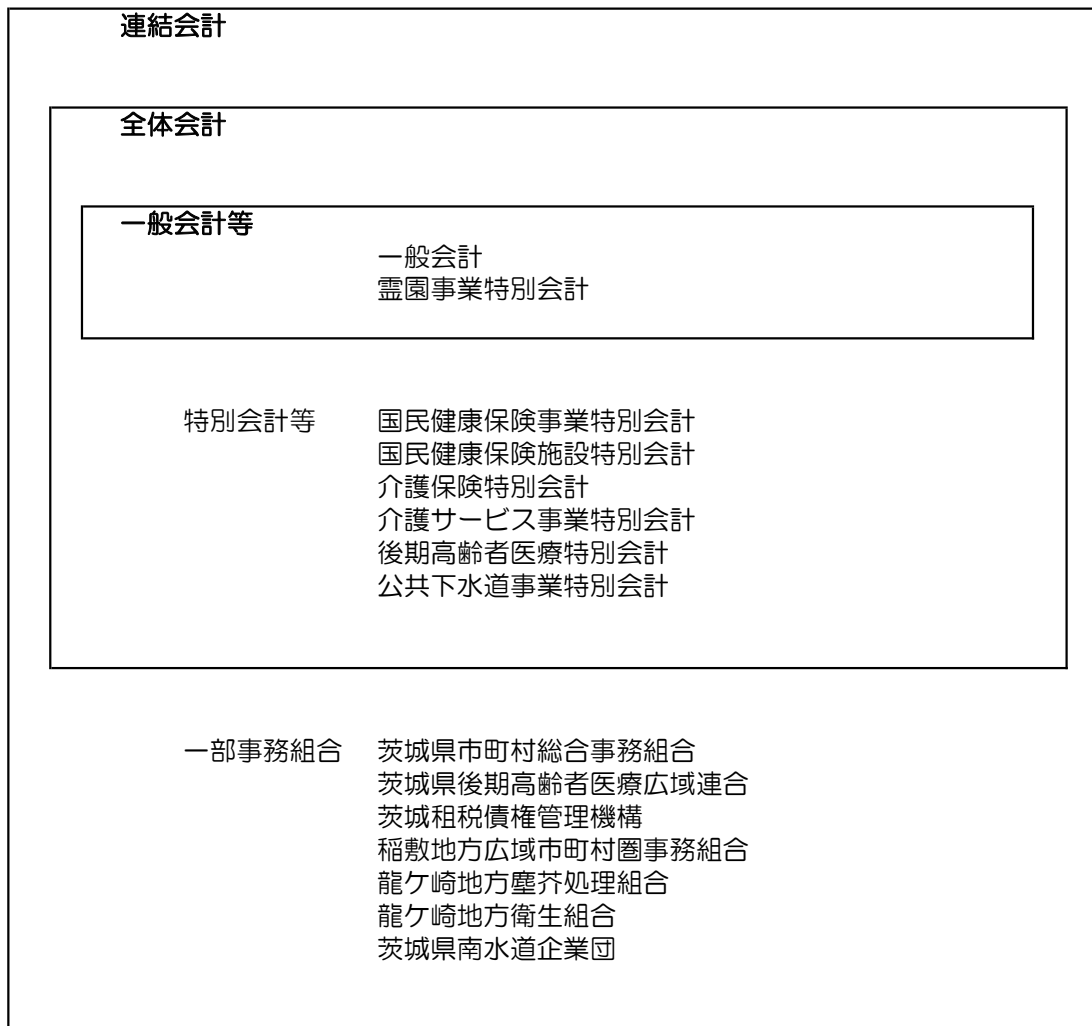 連結会計
全体会計
一般会計等
一般会計
霊園事業特別会計
特別会計等 国民健康保険事業特別会計
国民健康保険施設特別会計
介護保険特別会計
介護サービス事業特別会計
後期高齢者医療特別会計
公共下水道事業特別会計
一部事務組合 茨城県市町村総合事務組合
茨城県後期高齢者医療広域連合
茨城租税債権管理機構
稲敷地方広域市町村圏事務組合
龍ケ崎地方塵芥処理組合
龍ケ崎地方衛生組合
茨城県南水道企業団